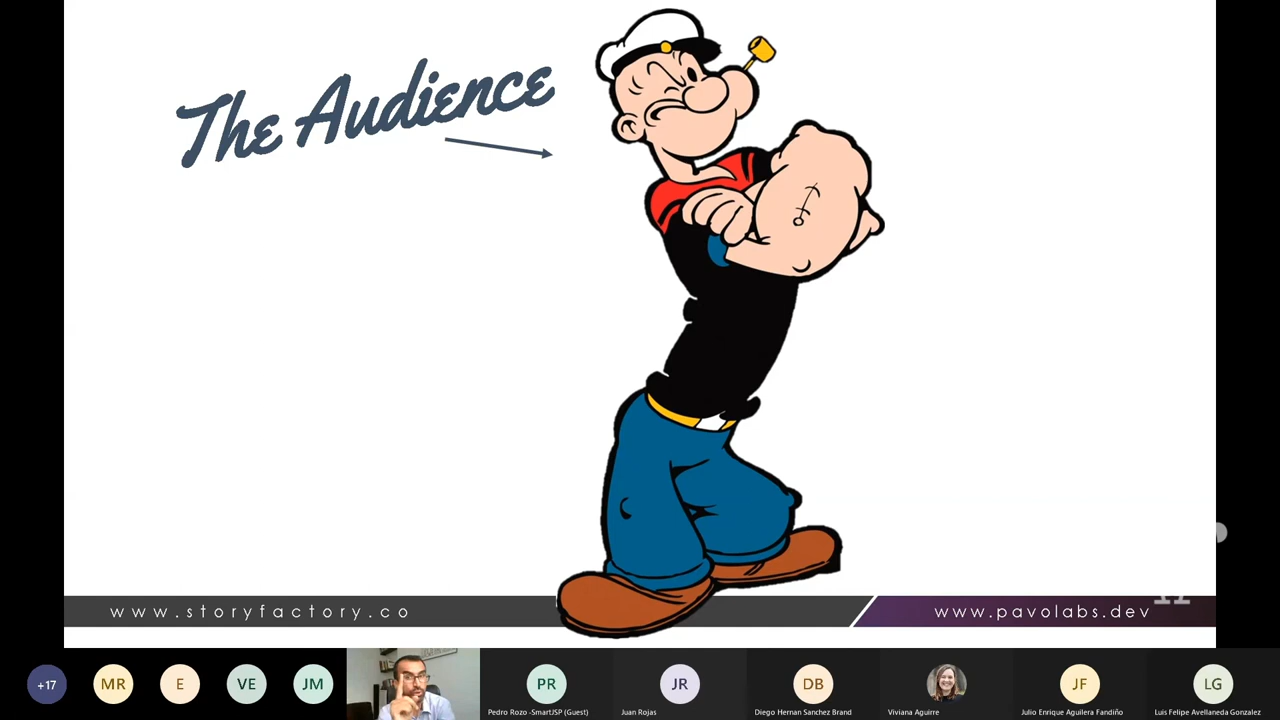 The Audience
www.storyfactory.co
www.pavolabs.dev
11
+17
MR
E
VE
JM
PR
Pedro Rozo -SmartJSP (Guest)
JR
Juan Rojas
DB
Diego Hernan Sanchez Brand
Viviana Aguirre
JF
Julio Enrique Aguilera Fandiño
LG
Luis Felipe Avellaneda Gonzalez